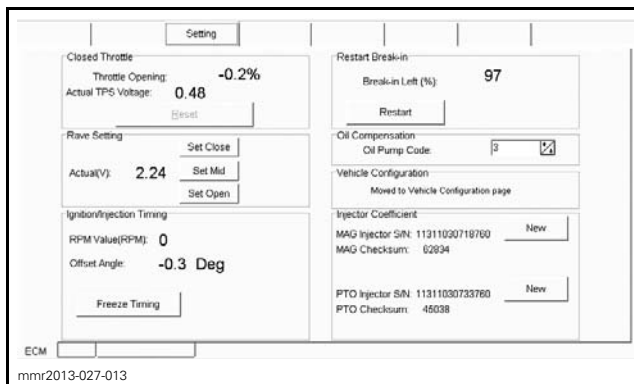 Setting
Closed Throttle
Throttle Opening: -0.2%
Actual TPS Voltage: 0.48
Reset
Rave Setting
Set Close
Actual(V): 2.24 Set Mid
Set Open
Ignition/Injection Timing
RPM Value(RPM): 0
Offset Angle: -0.3 Deg
Freeze Timing
Restart Break-in
Break-in Left (%): 97
Restart
Oil Compensation
Oil Pump Code: 3
Vehicle Configuration
Moved to Vehicle Configuration page
Injector Coefficient
MAG Injector S/N: 11311030718760 New
MAG Checksum: 62834
PTO Injector S/N: 11311030733760 New
PTO Checksum: 45038
ECM
mmr2013-027-013